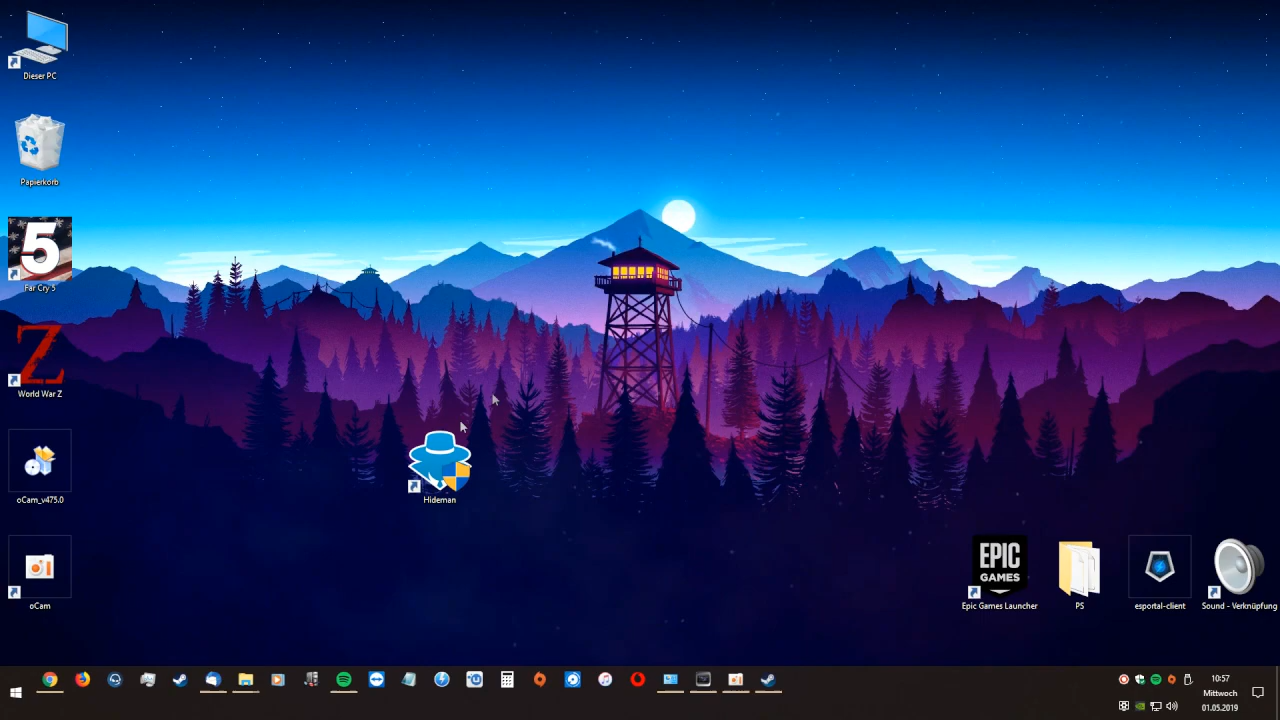 Dieser PC
Papierkorb
5
Far Cry 5
Z
World War Z
oCam_v475.0
oCam
Hideman
EPIC
GAMES
Epic Games Launcher
PS
esportal-client
Sound - Verknüpfung
10:57
Mittwoch
01.05.2019